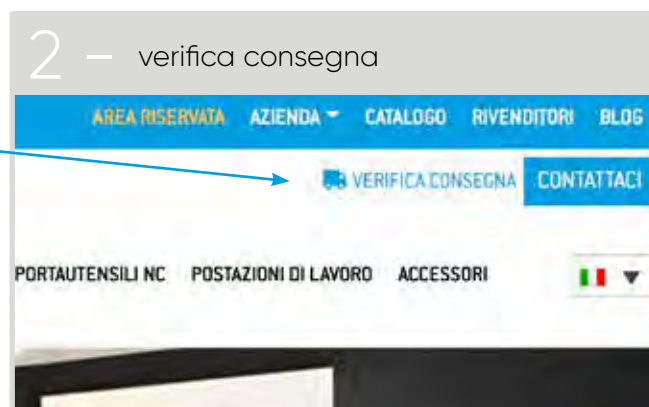 2 – verifica consegna
AREA RISERVATA AZIENDA CATALOGO RIVENDITORI BLOG
VERIFICA CONSEGNA CONTATTACI
PORTAUTENSILI NC POSTAZIONI DI LAVORO ACCESSORI